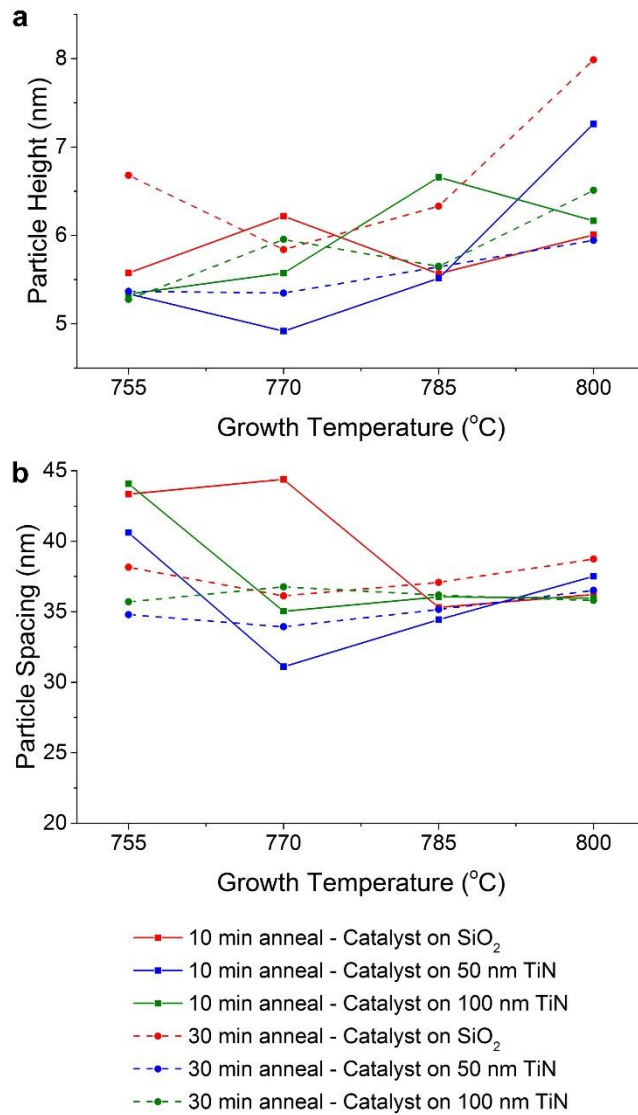 a
8
7
6
5
Particle Height (nm)
755 770 785 800
Growth Temperature (°C)
b
45
40
35
30
25
20
Particle Spacing (nm)
755 770 785 800
Growth Temperature (°C)
10 min anneal - Catalyst on SiO₂
10 min anneal - Catalyst on 50 nm TiN
10 min anneal - Catalyst on 100 nm TiN
30 min anneal - Catalyst on SiO₂
30 min anneal - Catalyst on 50 nm TiN
30 min anneal - Catalyst on 100 nm TiN